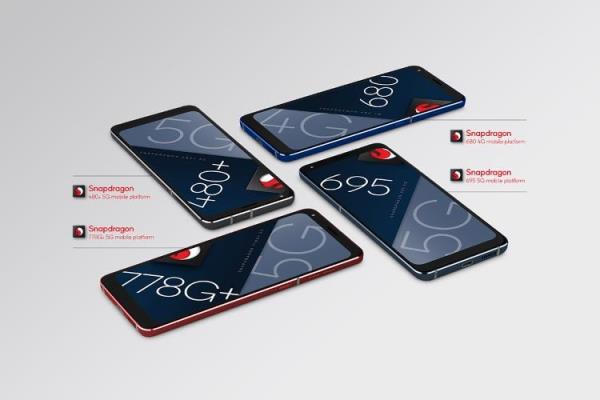 680
4G
5G
480+
695
5G
778G+
5G
Snapdragon
680 4G mobile platform
Snapdragon
695 5G mobile platform
Snapdragon
480+ 5G mobile platform
Snapdragon
778G+ 5G mobile platform